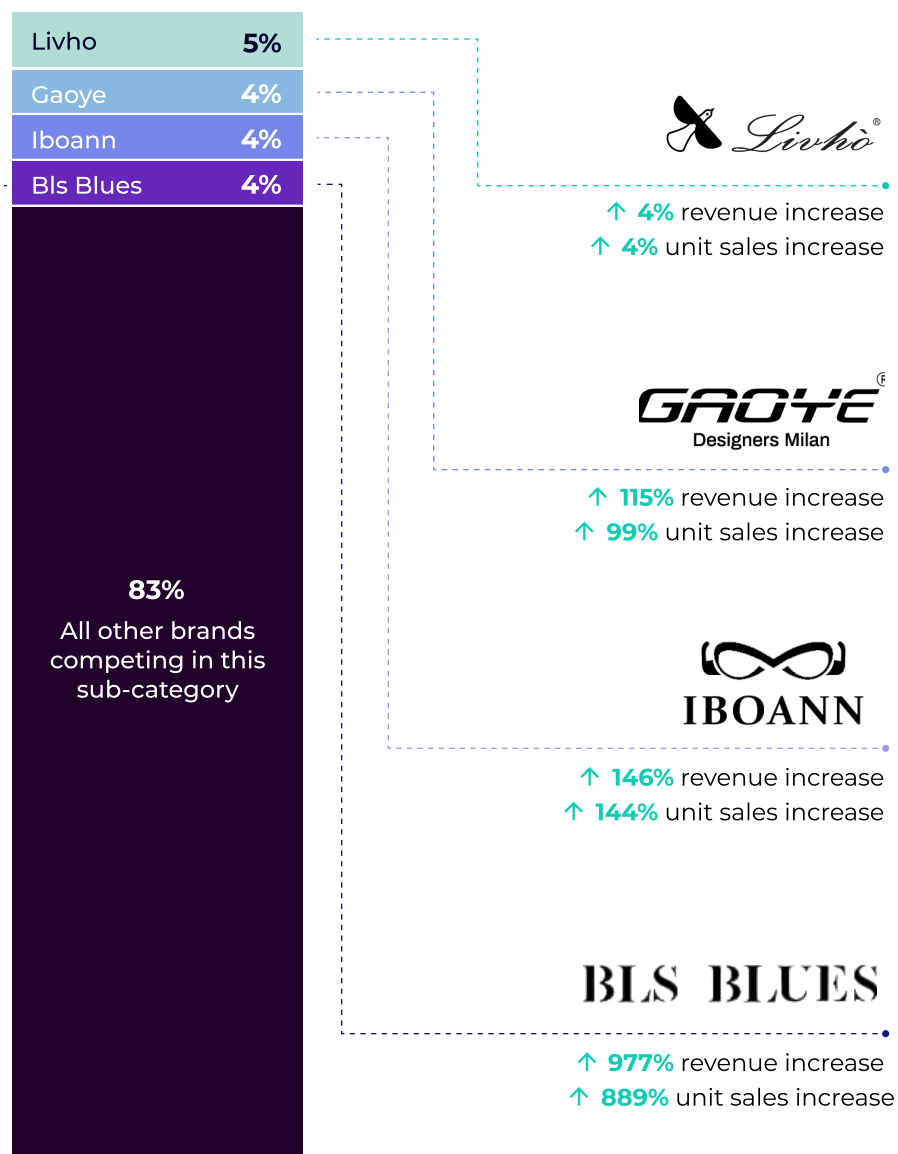 Livho 5%
Gaoye 4%
Iboann 4%
Bls Blues 4%
83%
All other brands
competing in this
sub-category
Livhò ®
↑ 4% revenue increase
↑ 4% unit sales increase
GAOYE ®
Designers Milan
↑ 115% revenue increase
↑ 99% unit sales increase
IBOANN
↑ 146% revenue increase
↑ 144% unit sales increase
BLS BLUES
↑ 977% revenue increase
↑ 889% unit sales increase